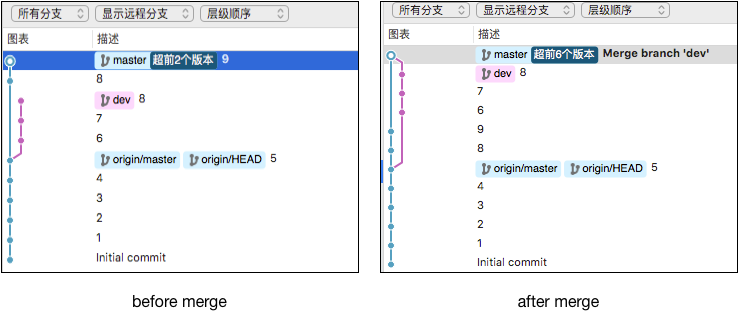 所有分支 显示远程分支 层级顺序
图表 描述
master 超前2个版本 9
8
dev 8
7
6
origin/master origin/HEAD 5
4
3
2
1
Initial commit
before merge
所有分支 显示远程分支 层级顺序
图表 描述
master 超前6个版本 Merge branch 'dev'
dev 8
7
6
9
8
origin/master origin/HEAD 5
4
3
2
1
Initial commit
after merge